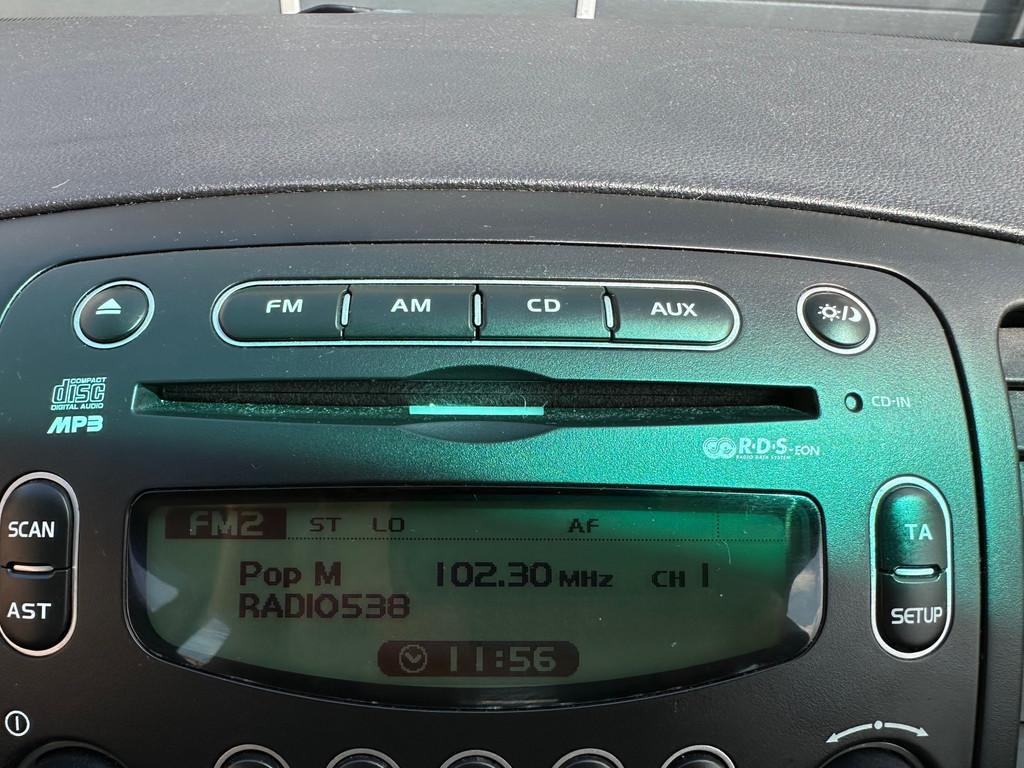 FM AM CD AUX
COMPACT
disc
DIGITAL AUDIO
MP3
CD-IN
R·D·S-EON
RADIO DATA SYSTEM
SCAN
AST
FM2 ST LO AF
Pop M 102.30 MHz CH 1
RADIO538
11:56
TA
SETUP